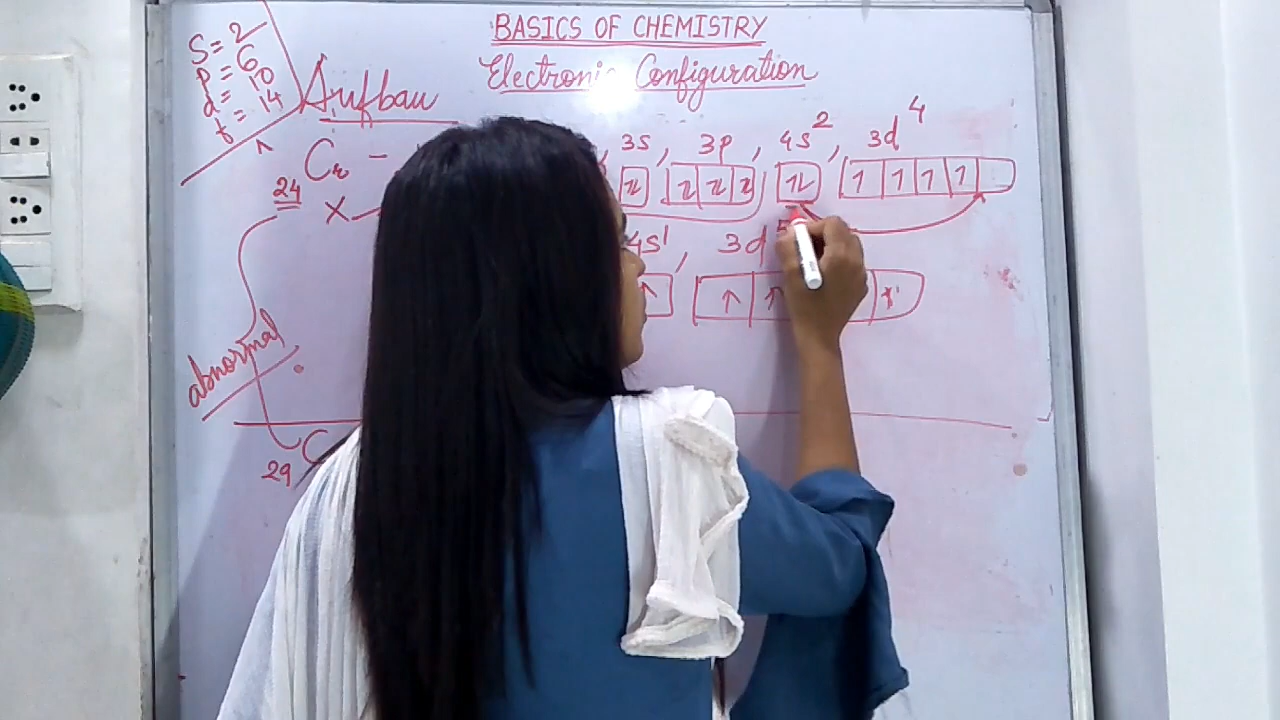 BASICS OF CHEMISTRY
Electronic Configuration
S = 2
p = 6
d = 10
f = 14
Aufbau
Cr -
24
X
3s, 3p, 4s², 3d⁴
4s¹, 3d⁵
abnormal
29 C